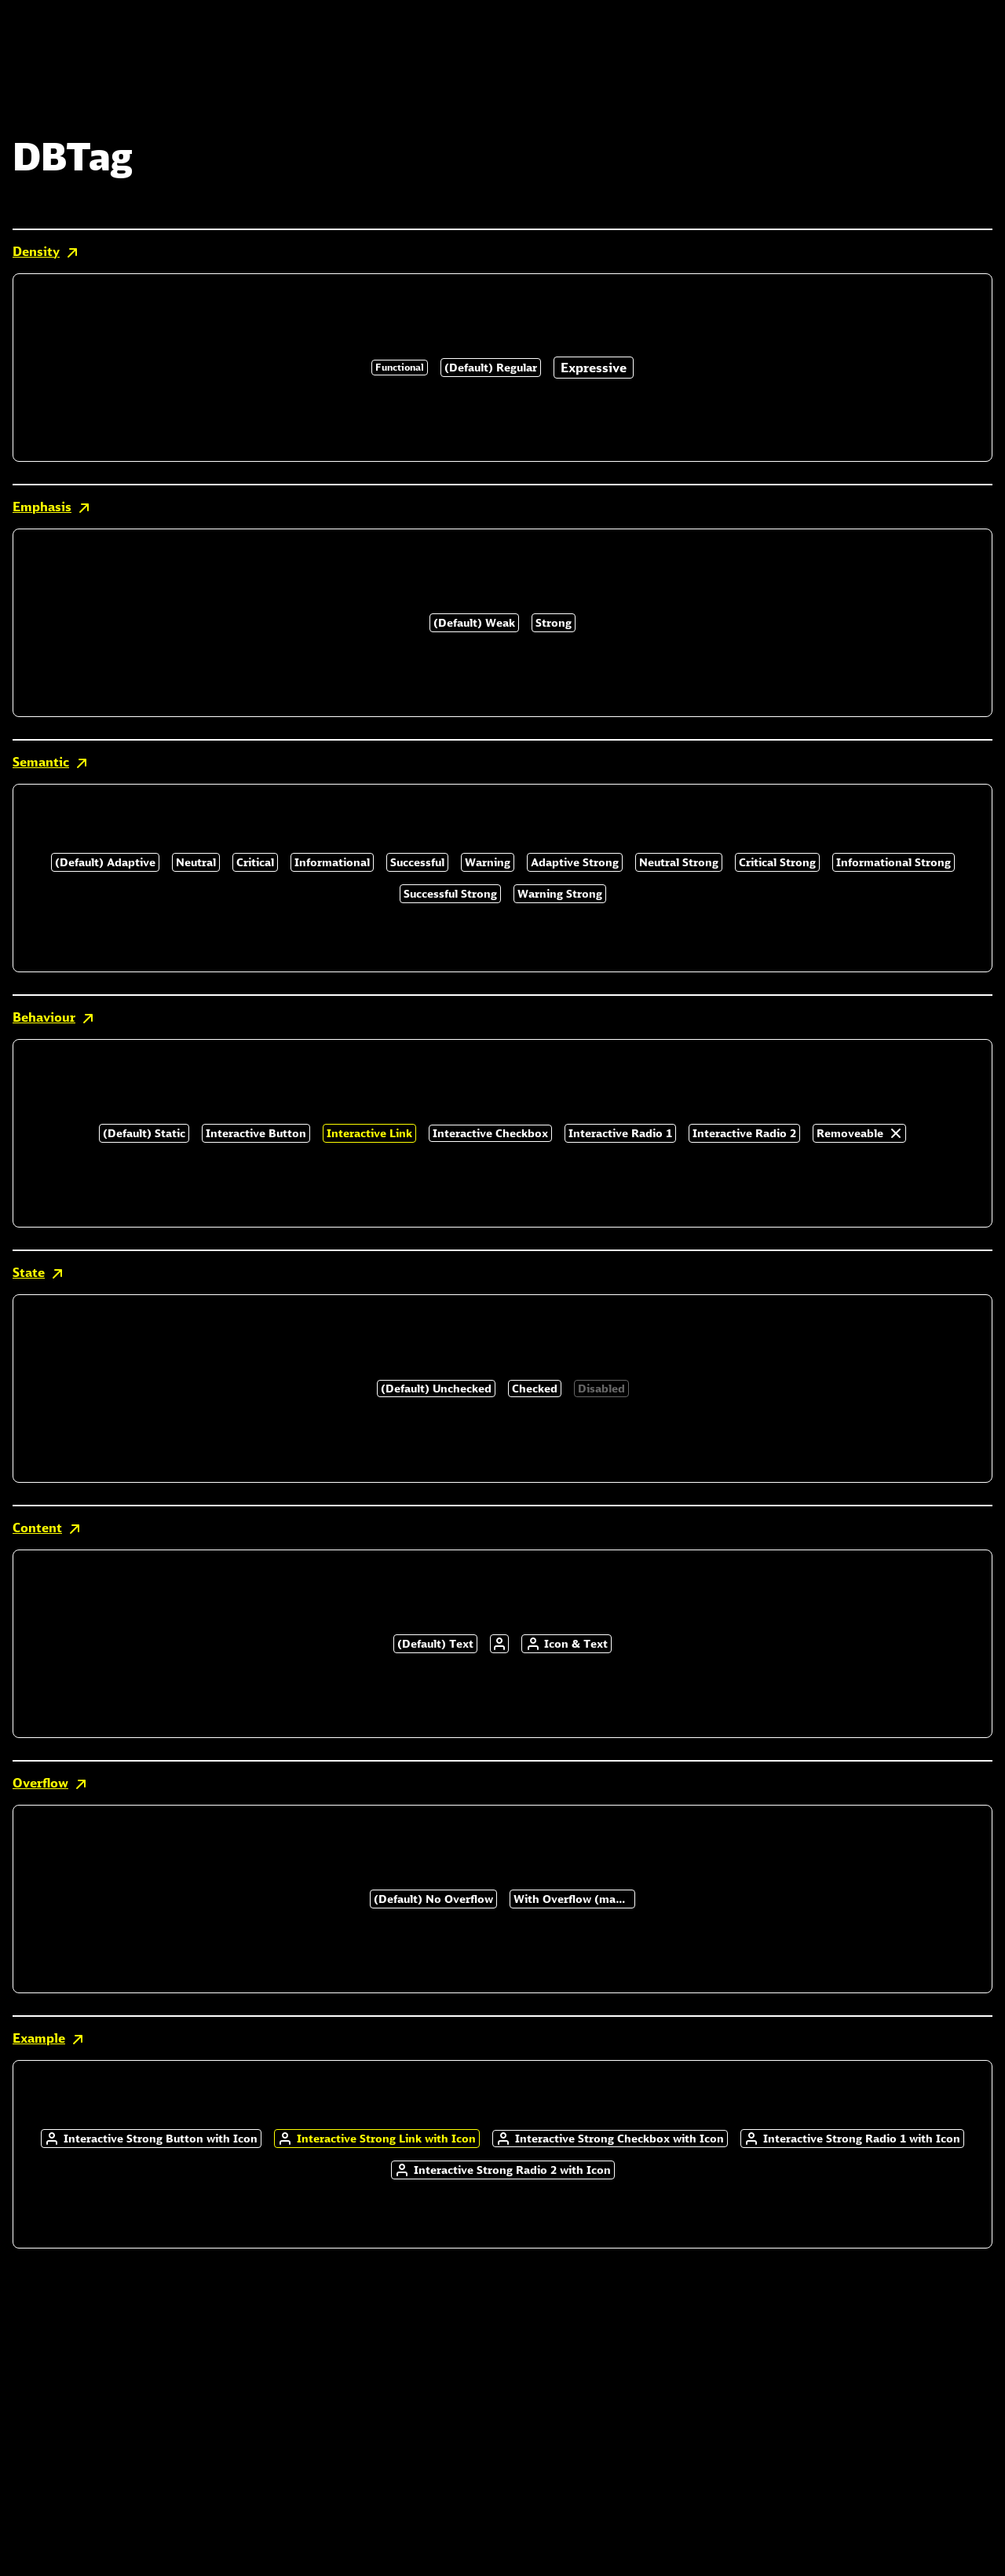 DBTag
Density
Functional (Default) Regular Expressive
Emphasis
(Default) Weak Strong
Semantic
(Default) Adaptive Neutral Critical Informational Successful Warning Adaptive Strong Neutral Strong Critical Strong Informational Strong
Successful Strong Warning Strong
Behaviour
(Default) Static Interactive Button Interactive Link Interactive Checkbox Interactive Radio 1 Interactive Radio 2 Removeable
State
(Default) Unchecked Checked Disabled
Content
(Default) Text Icon & Text
Overflow
(Default) No Overflow With Overflow (ma...
Example
Interactive Strong Button with Icon Interactive Strong Link with Icon Interactive Strong Checkbox with Icon Interactive Strong Radio 1 with Icon
Interactive Strong Radio 2 with Icon